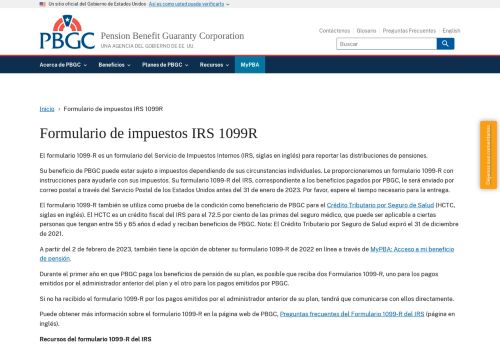 Un sitio oficial del Gobierno de Estados Unidos Así es como usted puede verificarlo
PBGC
Pension Benefit Guaranty Corporation
UNA AGENCIA DEL GOBIERNO DE EE. UU
Contáctenos Glosario Preguntas Frecuentes English
Buscar
Acerca de PBGC Beneficios Planes de PBGC Recursos MyPBA
Inicio › Formulario de impuestos IRS 1099R
Formulario de impuestos IRS 1099R
El formulario 1099-R es un formulario del Servicio de Impuestos Internos (IRS, siglas en inglés) para reportar las distribuciones de pensiones.
Su beneficio de PBGC puede estar sujeto a impuestos dependiendo de sus circunstancias individuales. Le proporcionaremos un formulario 1099-R con
instrucciones para ayudarle con sus impuestos. Su formulario 1099-R del IRS, correspondiente a los beneficios pagados por PBGC, le será enviado por
correo postal a través del Servicio Postal de los Estados Unidos antes del 31 de enero de 2023. Por favor, espere el tiempo necesario para la entrega.
El formulario 1099-R también se utiliza como prueba de la condición como beneficiario de PBGC para el Crédito Tributario por Seguro de Salud (HCTC,
siglas en inglés). El HCTC es un crédito fiscal del IRS para el 72.5 por ciento de las primas del seguro médico, que puede ser aplicable a ciertas
personas que tengan entre 55 y 65 años d edad y reciban beneficios de PBGC. Nota: El Crédito Tributario por Seguro de Salud expiró el 31 de diciembre
de 2021.
A partir del 2 de febrero de 2023, también tiene la opción de obtener su formulario 1099-R de 2022 en línea a través de MyPBA: Acceso a mi beneficio
de pensión.
Durante el primer año en que PBGC paga los beneficios de pensión de su plan, es posible que reciba dos Formularios 1099-R, uno para los pagos
emitidos por el administrador anterior del plan y el otro para los pagos emitidos por PBGC.
Si no ha recibido el formulario 1099-R por los pagos emitidos por el administrador anterior de su plan, tendrá que comunicarse con ellos directamente.
Puede obtener más información sobre el formulario 1099-R en la página web de PBGC, Preguntas frecuentes del Formulario 1099-R del IRS (página en
inglés).
Recursos del formulario 1099-R del IRS